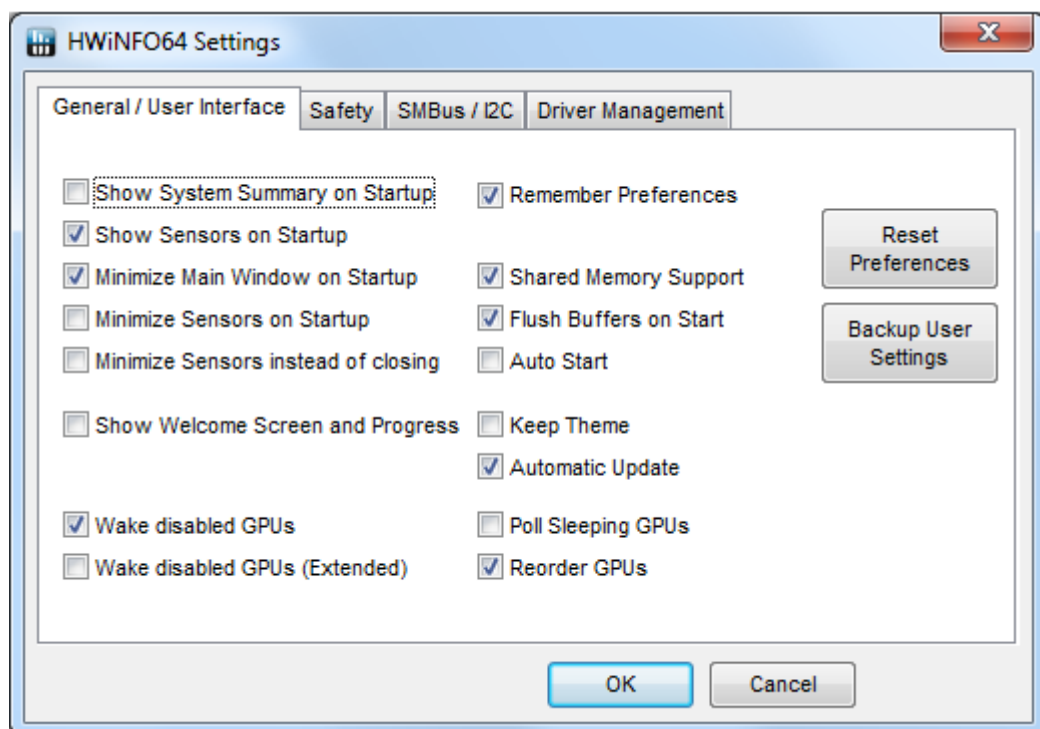 HWiNFO64 Settings
General / User Interface
Safety
SMBus / I2C
Driver Management
Show System Summary on Startup
Show Sensors on Startup
Minimize Main Window on Startup
Minimize Sensors on Startup
Minimize Sensors instead of closing
Show Welcome Screen and Progress
Wake disabled GPUs
Wake disabled GPUs (Extended)
Remember Preferences
Shared Memory Support
Flush Buffers on Start
Auto Start
Keep Theme
Automatic Update
Poll Sleeping GPUs
Reorder GPUs
Reset
Preferences
Backup User
Settings
OK
Cancel